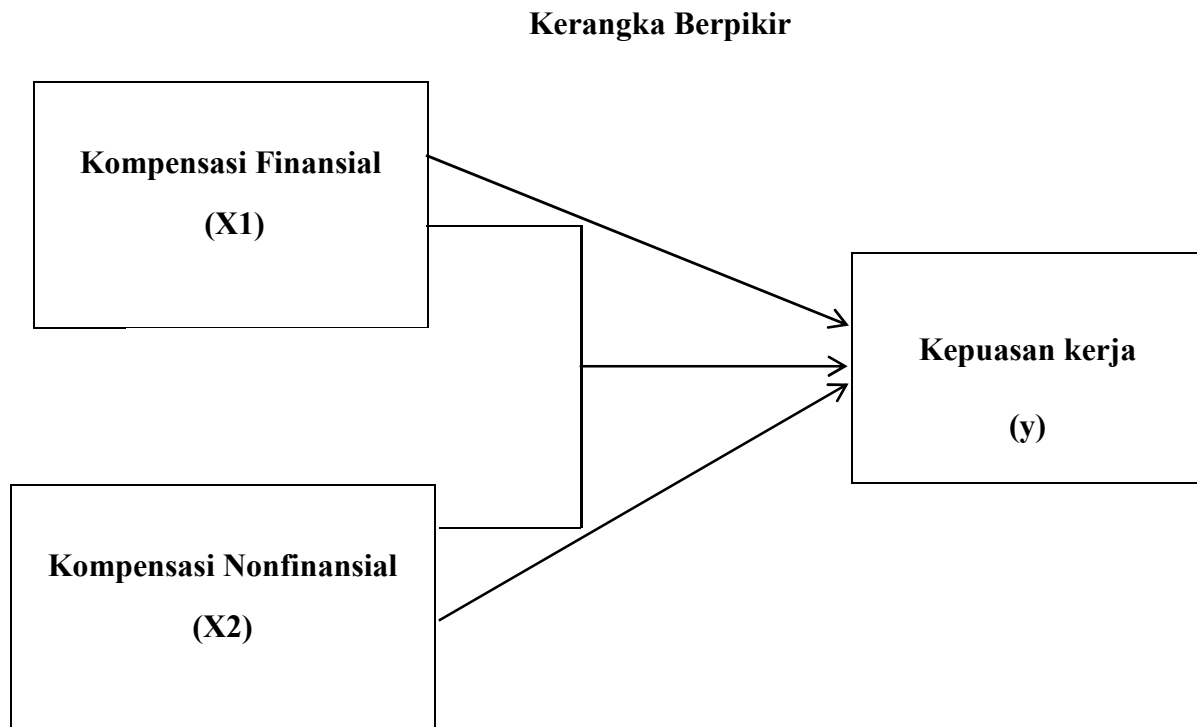 Kerangka Berpikir
Kompensasi Finansial
(X1)
Kepuasan kerja
(y)
Kompensasi Nonfinansial
(X2)